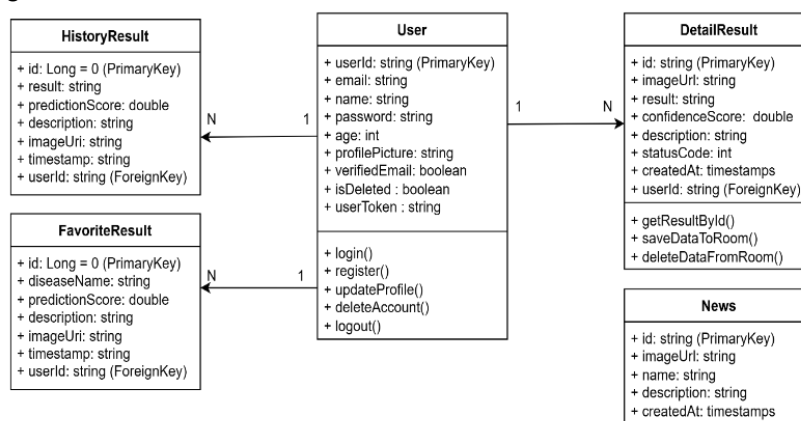 HistoryResult
+ id: Long = 0 (PrimaryKey)
+ result: string
+ predictionScore: double
+ description: string
+ imageUri: string
+ timestamp: string
+ userId: string (ForeignKey)
N
1
User
+ userId: string (PrimaryKey)
+ email: string
+ name: string
+ password: string
+ age: int
+ profilePicture: string
+ verifiedEmail: boolean
+ isDeleted : boolean
+ userToken : string
+ login()
+ register()
+ updateProfile()
+ deleteAccount()
+ logout()
1
N
DetailResult
+ id: string (PrimaryKey)
+ imageUrl: string
+ result: string
+ confidenceScore: double
+ description: string
+ statusCode: int
+ createdAt: timestamps
+ userId: string (ForeignKey)
+ getResultById()
+ saveDataToRoom()
+ deleteDataFromRoom()
FavoriteResult
+ id: Long = 0 (PrimaryKey)
+ diseaseName: string
+ predictionScore: double
+ description: string
+ imageUri: string
+ timestamp: string
+ userId: string (ForeignKey)
N
1
News
+ id: string (PrimaryKey)
+ imageUrl: string
+ name: string
+ description: string
+ createdAt: timestamps